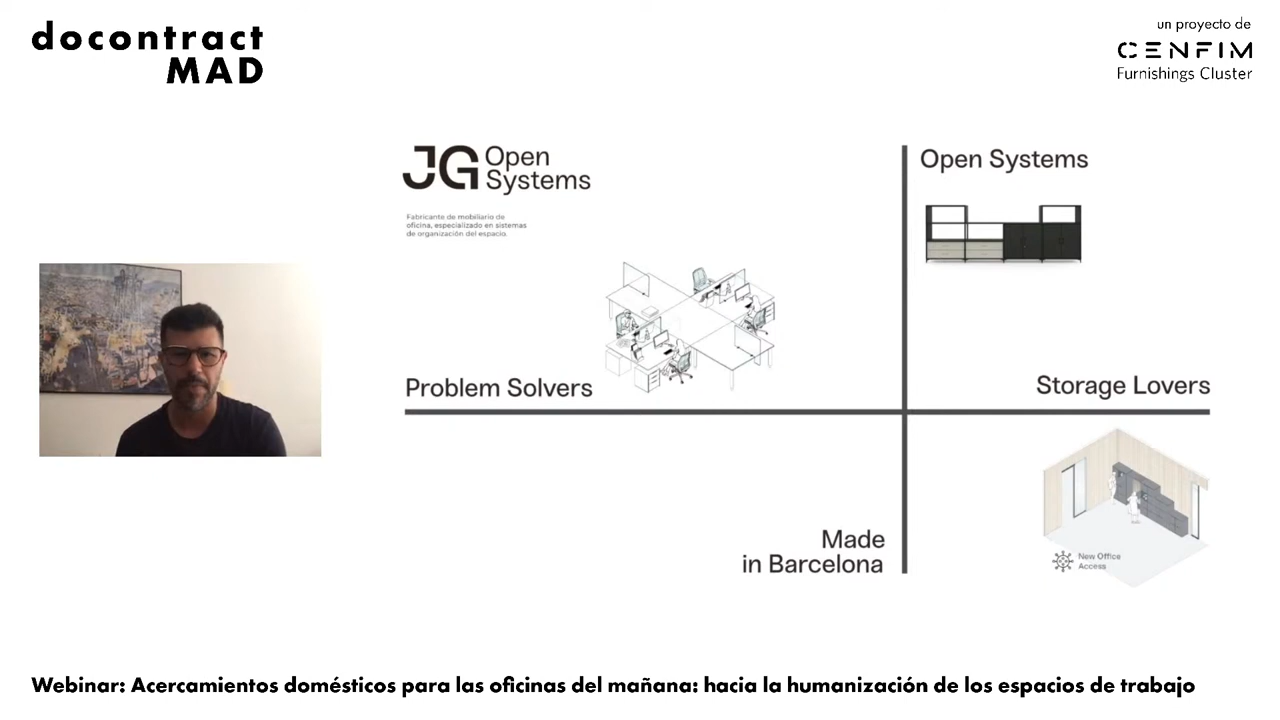 docontract
MAD
un proyecto de
CENFIM
Furnishings Cluster
JG Open
Systems
Fabricante de mobiliario de
oficina, especializado en sistemas
de organización del espacio.
Open Systems
Problem Solvers
Storage Lovers
Made
in Barcelona
New Office
Access
Webinar: Acercamientos domésticos para las oficinas del mañana: hacia la humanización de los espacios de trabajo